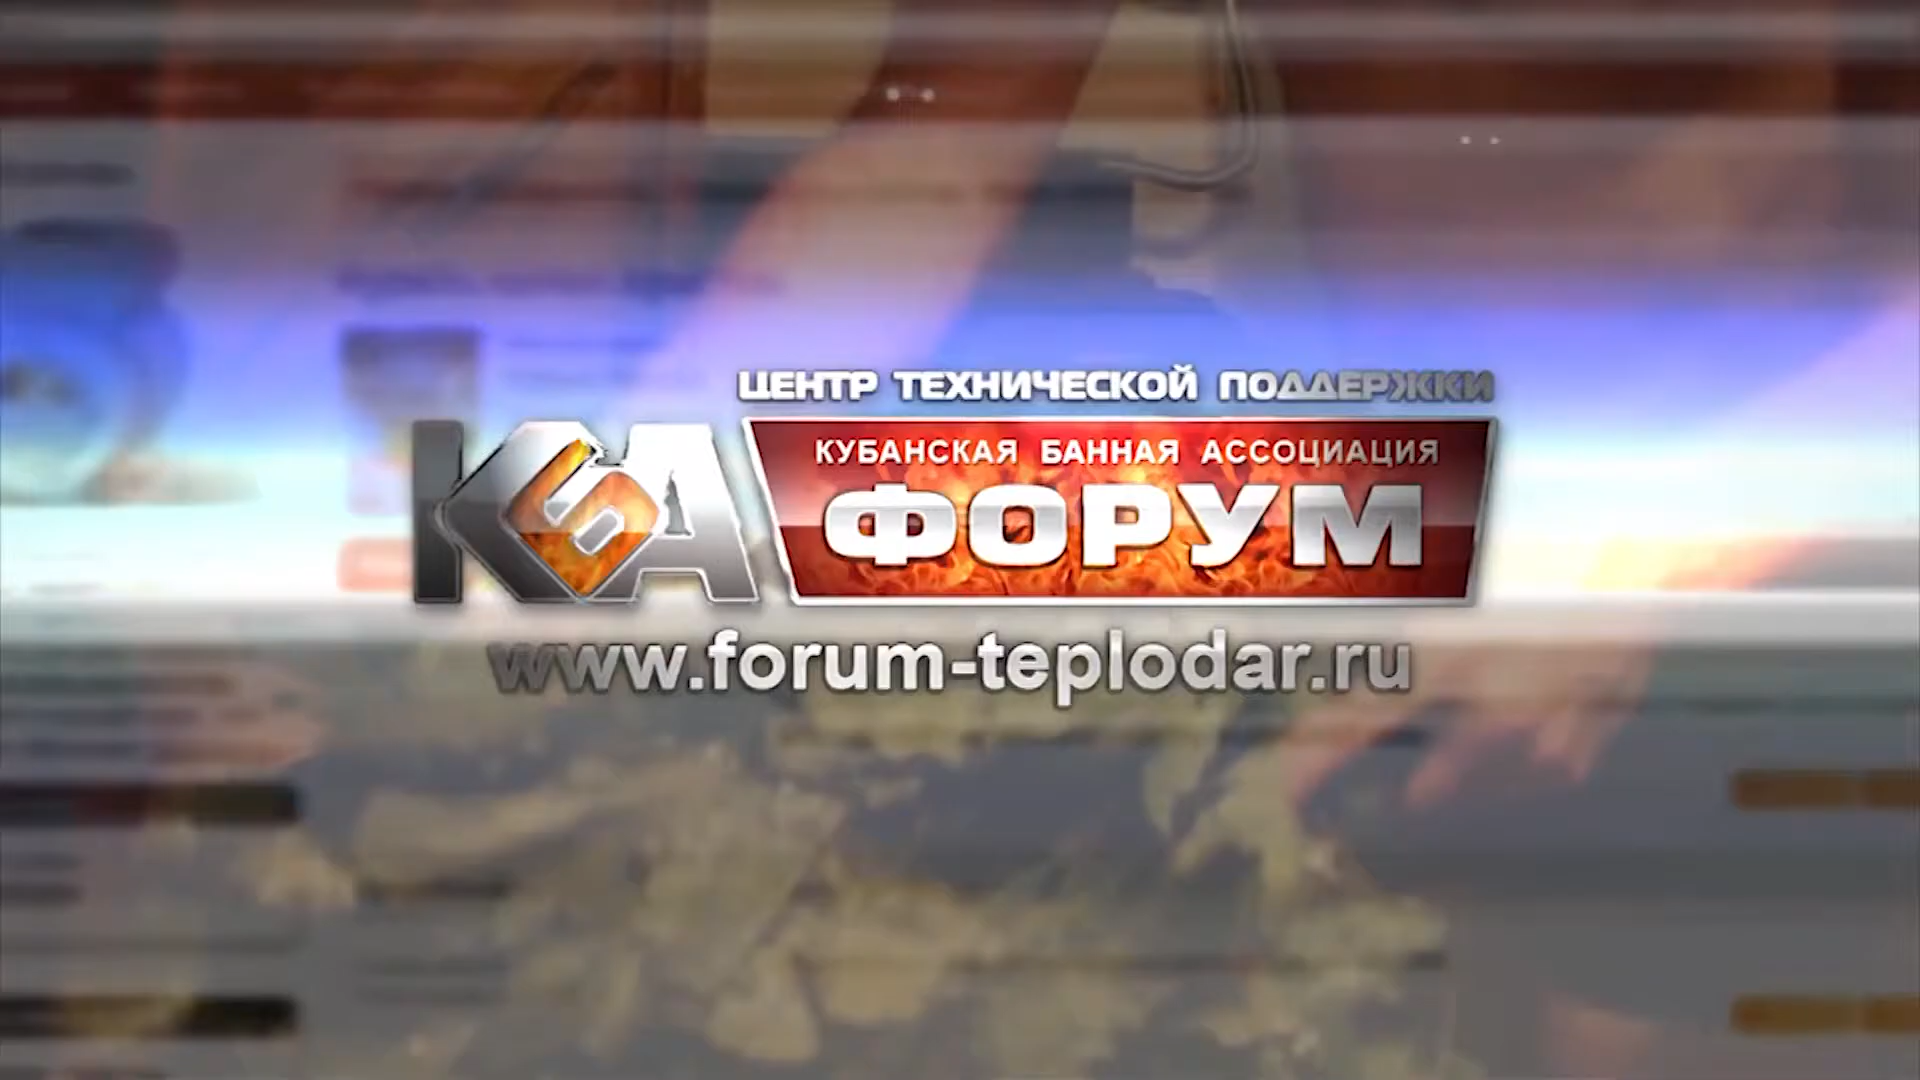 ЦЕНТР ТЕХНИЧЕСКОЙ ПОДДЕРЖКИ
КБА
КУБАНСКАЯ БАННАЯ АССОЦИАЦИЯ
ФОРУМ
www.forum-teplodar.ru